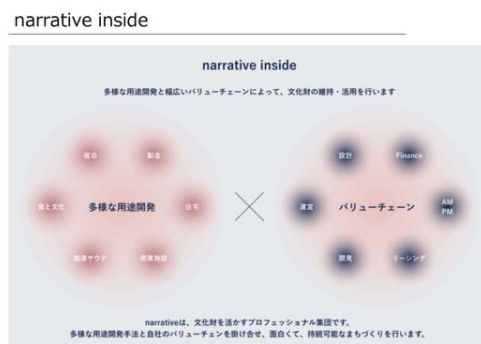 narrative inside
narrative inside
多様な用途開発と幅広いバリューチェーンによって、文化財の維持・活用を行います
宿泊
製造
食と文化
多様な用途開発
住宅
銭湯サウナ
商業施設
設計
Finance
運営
バリューチェーン
AM
PM
開発
リーシング
narrativeは、文化財を活かすプロフェッショナル集団です。
多様な用途開発手法と自社のバリューチェーンを掛け合せ、面白くて、持続可能なまちづくりを行います。